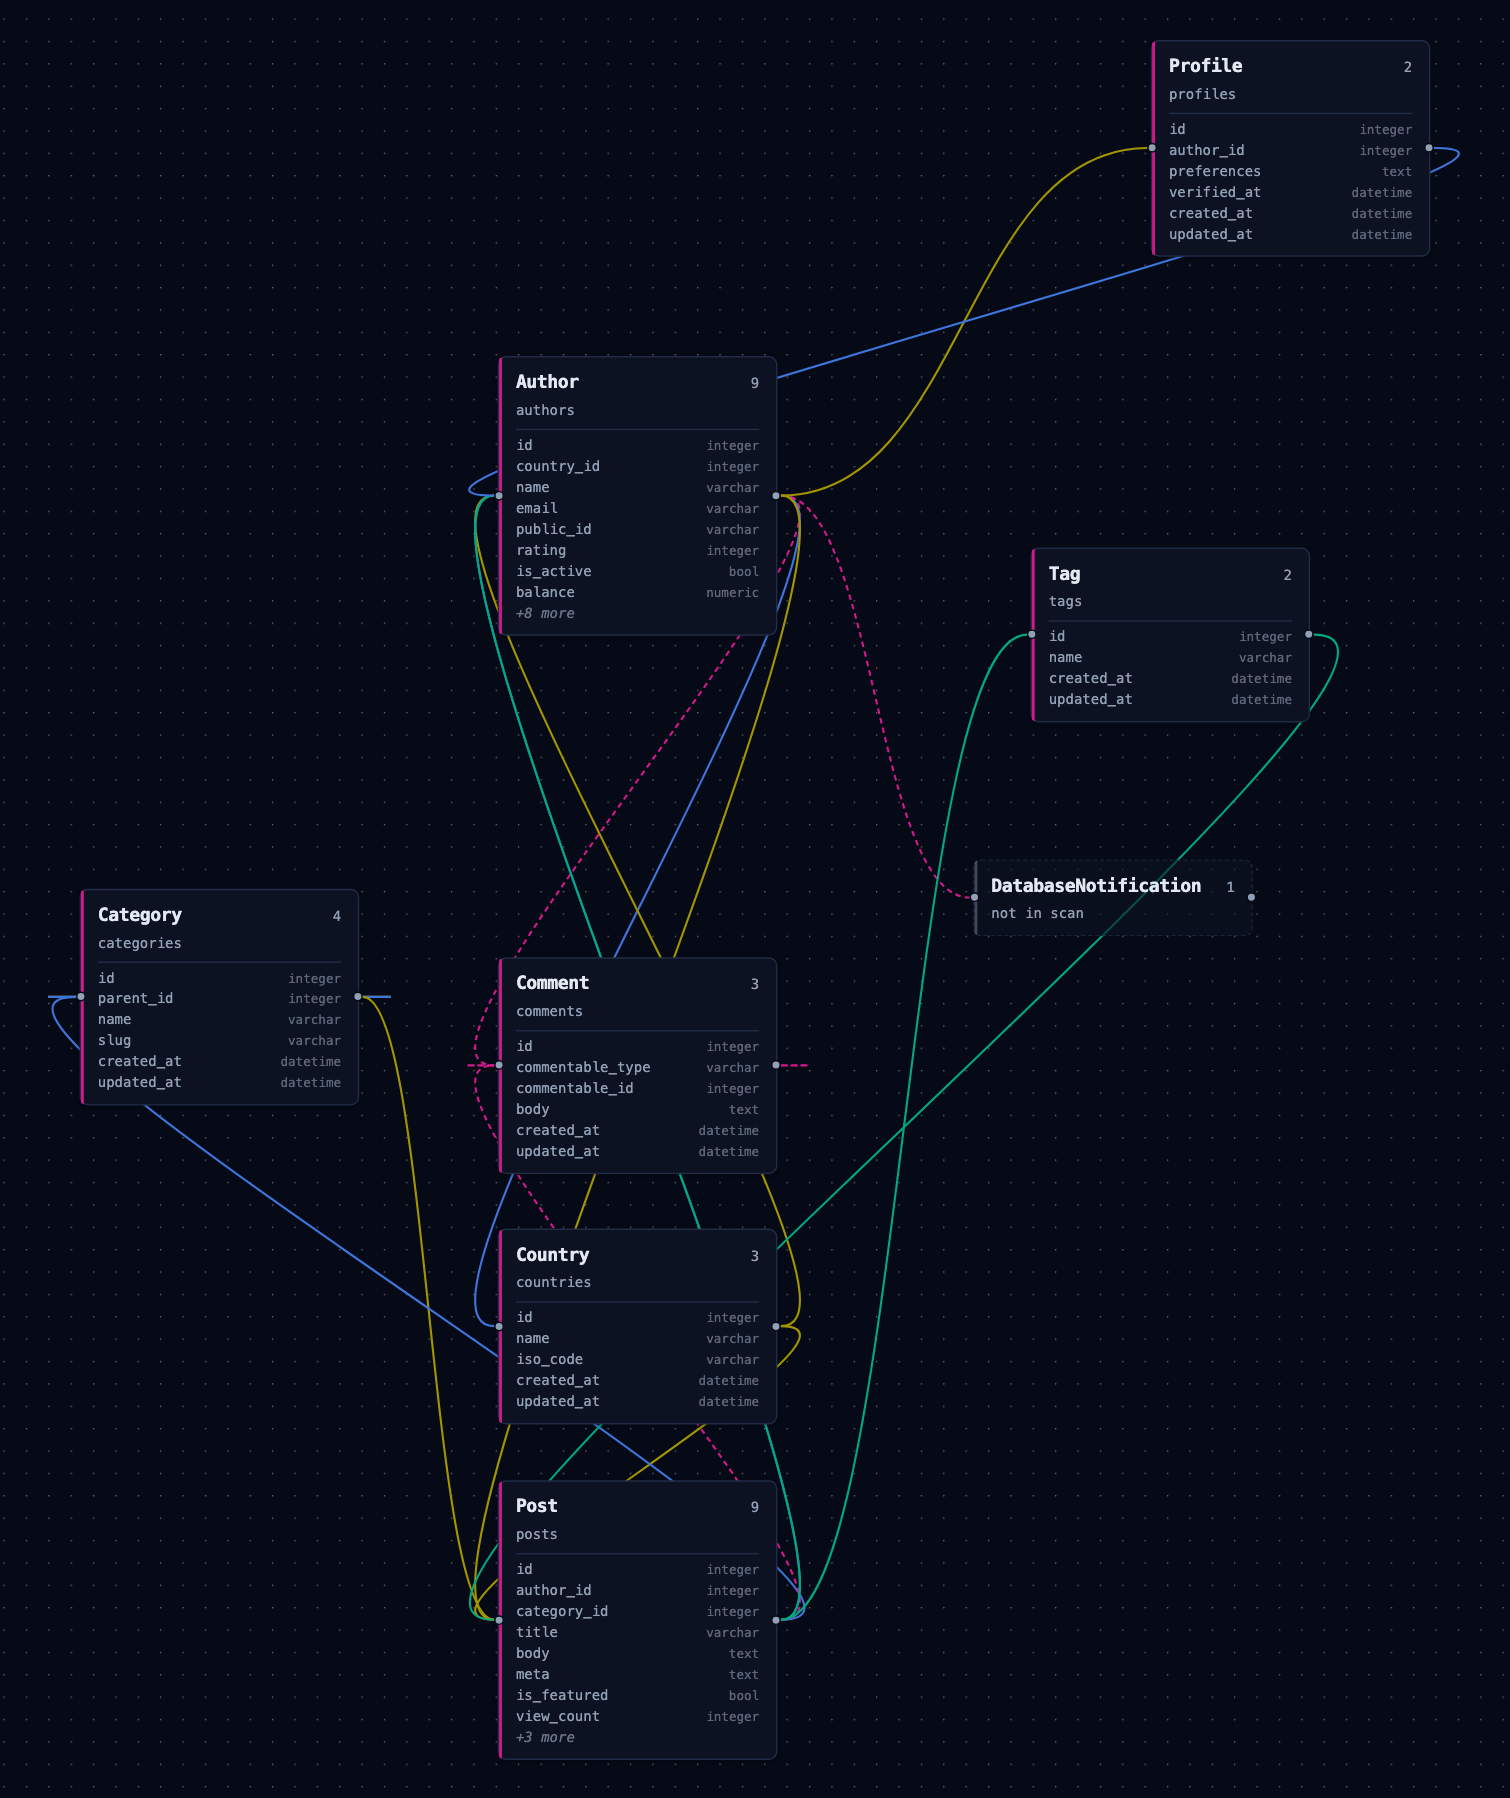 Profile 2
profiles
id integer
author_id integer
preferences text
verified_at datetime
created_at datetime
updated_at datetime
Author 9
authors
id integer
country_id integer
name varchar
email varchar
public_id varchar
rating integer
is_active bool
balance numeric
+8 more
Tag 2
tags
id integer
name varchar
created_at datetime
updated_at datetime
DatabaseNotification 1
not in scan
Category 4
categories
id integer
parent_id integer
name varchar
slug varchar
created_at datetime
updated_at datetime
Comment 3
comments
id integer
commentable_type varchar
commentable_id integer
body text
created_at datetime
updated_at datetime
Country 3
countries
id integer
name varchar
iso_code varchar
created_at datetime
updated_at datetime
Post 9
posts
id integer
author_id integer
category_id integer
title varchar
body text
meta text
is_featured bool
view_count integer
+3 more